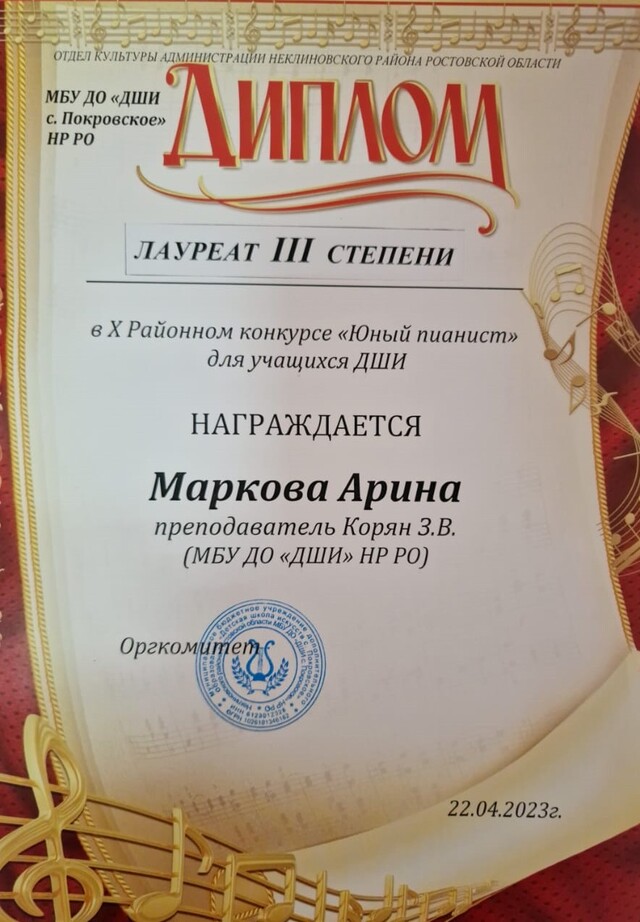 ОТДЕЛ КУЛЬТУРЫ АДМИНИСТРАЦИИ НЕКЛИНОВСКОГО РАЙОНА РОСТОВСКОЙ ОБЛАСТИ
МБУ ДО «ДШИ
с. Покровское»
НР РО
ДИПЛОМ
ЛАУРЕАТ III СТЕПЕНИ
в X Районном конкурсе «Юный пианист»
для учащихся ДШИ
НАГРАЖДАЕТСЯ
Маркова Арина
преподаватель Корян З.В.
(МБУ ДО «ДШИ» НР РО)
Оргкомитет
22.04.2023г.